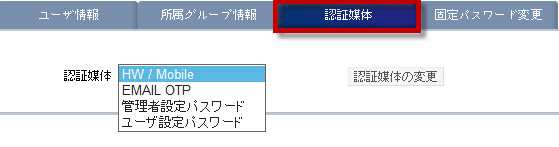 ユーザ情報 所属グループ情報 認証媒体 固定パスワード変更
認証媒体 HW / Mobile 認証媒体の変更
EMAIL OTP
管理者設定パスワード
ユーザ設定パスワード